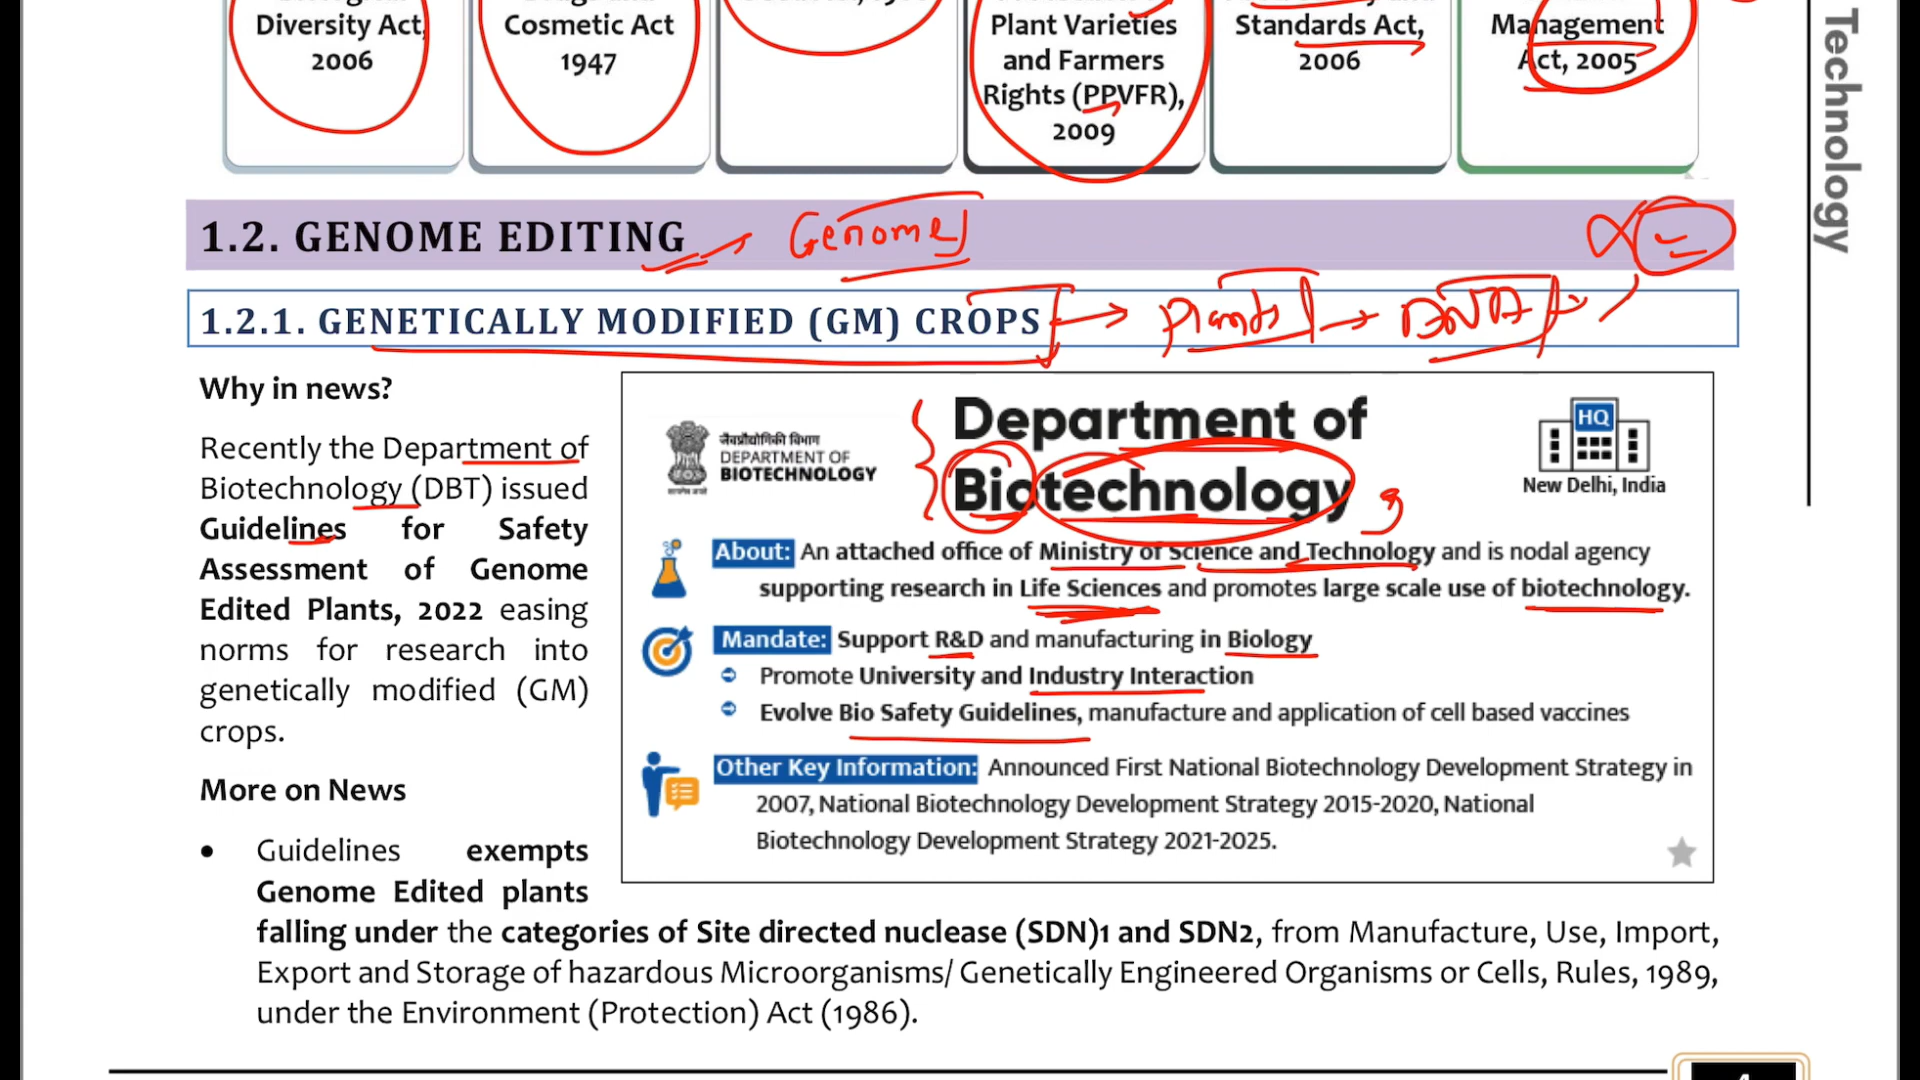 Diversity Act,
2006
Cosmetic Act
1947
Plant Varieties
and Farmers
Rights (PPVFR),
2009
Standards Act,
2006
Management
Act, 2005
Technology
1.2. GENOME EDITING
Genome
1.2.1. GENETICALLY MODIFIED (GM) CROPS
Plants
DNA
Why in news?
Recently the Department of
Biotechnology (DBT) issued
Guidelines for Safety
Assessment of Genome
Edited Plants, 2022 easing
norms for research into
genetically modified (GM)
crops.
More on News
जैवप्रौद्योगिकी विभाग
DEPARTMENT OF
BIOTECHNOLOGY
Department of
Biotechnology
HQ
New Delhi, India
About: An attached office of Ministry of Science and Technology and is nodal agency
supporting research in Life Sciences and promotes large scale use of biotechnology.
Mandate: Support R&D and manufacturing in Biology
Promote University and Industry Interaction
Evolve Bio Safety Guidelines, manufacture and application of cell based vaccines
Other Key Information: Announced First National Biotechnology Development Strategy in
2007, National Biotechnology Development Strategy 2015-2020, National
Biotechnology Development Strategy 2021-2025.
• Guidelines exempts
Genome Edited plants
falling under the categories of Site directed nuclease (SDN)1 and SDN2, from Manufacture, Use, Import,
Export and Storage of hazardous Microorganisms/ Genetically Engineered Organisms or Cells, Rules, 1989,
under the Environment (Protection) Act (1986).